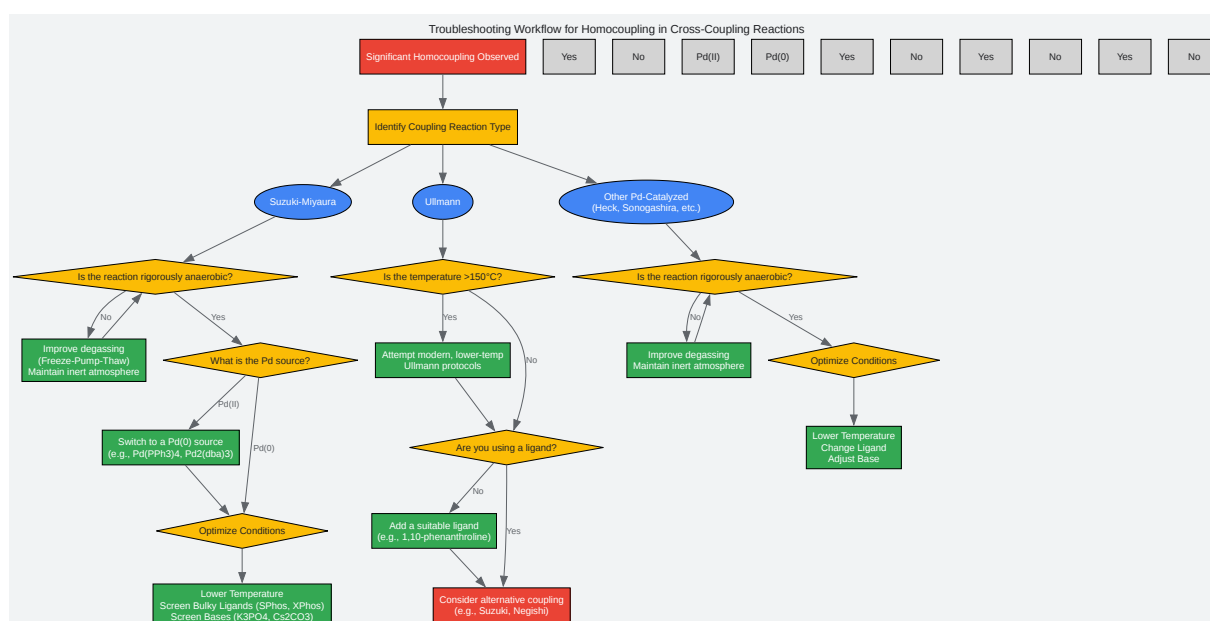 Troubleshooting Workflow for Homocoupling in Cross-Coupling Reactions
Significant Homocoupling Observed
Yes
No
Pd(II)
Pd(0)
Yes
No
Yes
No
Yes
No
Identify Coupling Reaction Type
Suzuki-Miyaura
Ullmann
Other Pd-Catalyzed
(Heck, Sonogashira, etc.)
Is the reaction rigorously anaerobic?
Is the temperature >150°C?
Is the reaction rigorously anaerobic?
No
Yes
Yes
No
No
Yes
Improve degassing
(Freeze-Pump-Thaw)
Maintain inert atmosphere
What is the Pd source?
Attempt modern, lower-temp
Ullmann protocols
Improve degassing
Maintain inert atmosphere
Optimize Conditions
Pd(II)
Pd(0)
Switch to a Pd(0) source
(e.g., Pd(PPh3)4, Pd2(dba)3)
Are you using a ligand?
Lower Temperature
Change Ligand
Adjust Base
No
Yes
Optimize Conditions
Add a suitable ligand
(e.g., 1,10-phenanthroline)
Lower Temperature
Screen Bulky Ligands (SPhos, XPhos)
Screen Bases (K3PO4, Cs2CO3)
Consider alternative coupling
(e.g., Suzuki, Negishi)